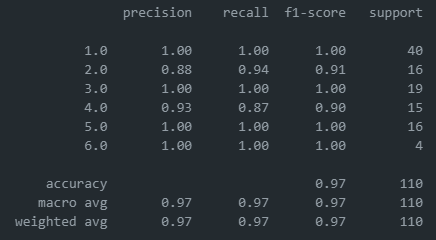 precision recall f1-score support
1.0 1.00 1.00 1.00 40
2.0 0.88 0.94 0.91 16
3.0 1.00 1.00 1.00 19
4.0 0.93 0.87 0.90 15
5.0 1.00 1.00 1.00 16
6.0 1.00 1.00 1.00 4
accuracy 0.97 110
macro avg 0.97 0.97 0.97 110
weighted avg 0.97 0.97 0.97 110